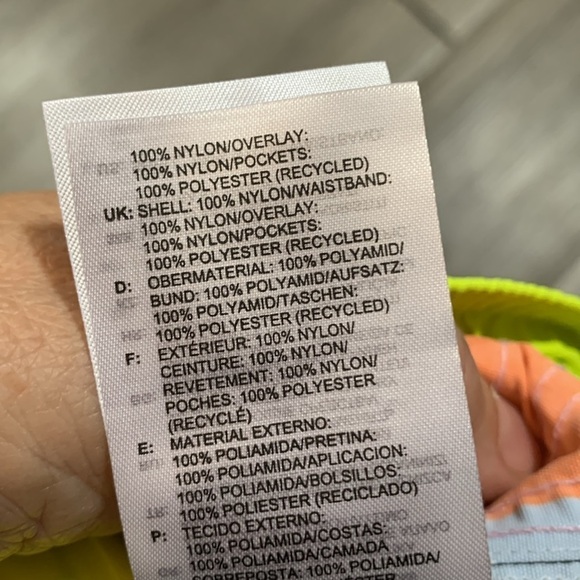 100% NYLON/OVERLAY:
100% NYLON/POCKETS:
100% POLYESTER (RECYCLED)
UK: SHELL: 100% NYLON/WAISTBAND:
100% NYLON/OVERLAY:
100% NYLON/POCKETS:
100% POLYESTER (RECYCLED)
D: OBERMATERIAL: 100% POLYAMID/
BUND: 100% POLYAMID/AUFSATZ:
100% POLYAMID/TASCHEN:
100% POLYESTER (RECYCLED)
F: EXTÉRIEUR: 100% NYLON/
CEINTURE: 100% NYLON/
REVETEMENT: 100% NYLON/
POCHES: 100% POLYESTER
(RECYCLÉ)
E: MATERIAL EXTERNO:
100% POLIAMIDA/PRETINA:
100% POLIAMIDA/APLICACION:
100% POLIAMIDA/BOLSILLOS:
100% POLIESTER (RECICLADO)
P: TECIDO EXTERNO:
100% POLIAMIDA/COSTAS:
100% POLIAMIDA/CAMADA
SOBREPOSTA: 100% POLIAMIDA/